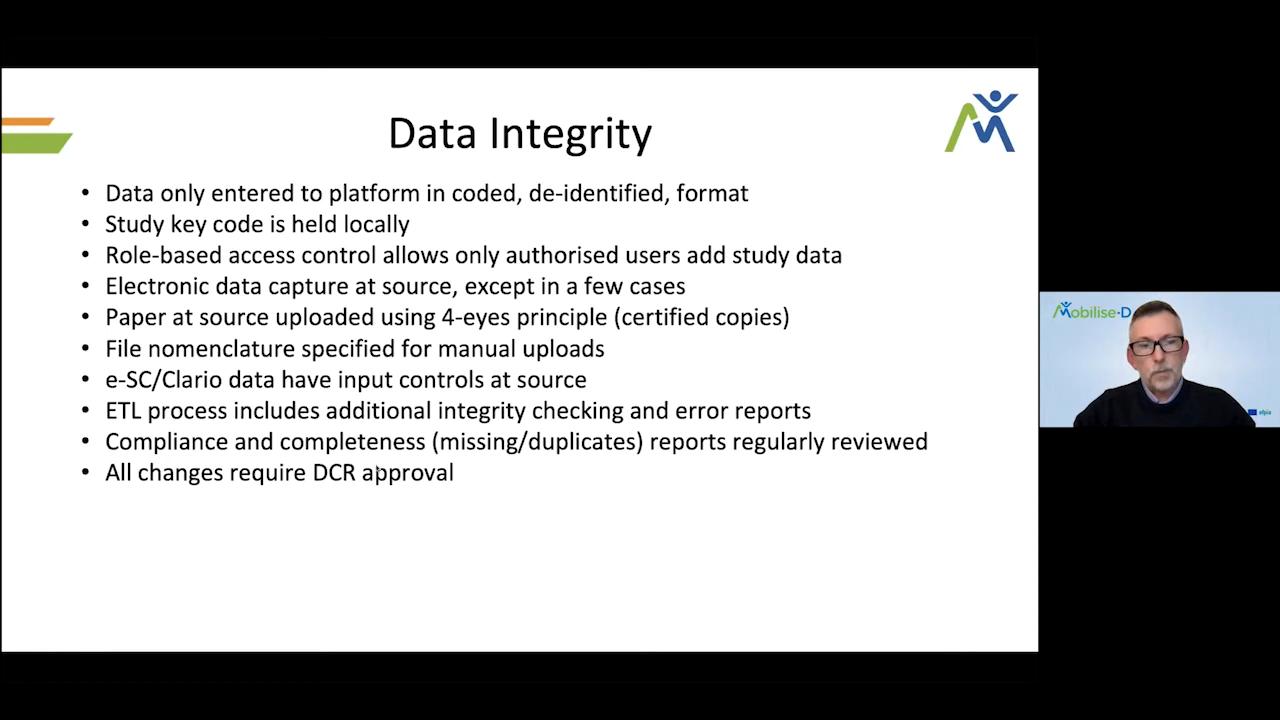 Data Integrity
• Data only entered to platform in coded, de-identified, format
• Study key code is held locally
• Role-based access control allows only authorised users add study data
• Electronic data capture at source, except in a few cases
• Paper at source uploaded using 4-eyes principle (certified copies)
• File nomenclature specified for manual uploads
• e-SC/Clario data have input controls at source
• ETL process includes additional integrity checking and error reports
• Compliance and completeness (missing/duplicates) reports regularly reviewed
• All changes require DCR approval
Mobilise-D
efpia